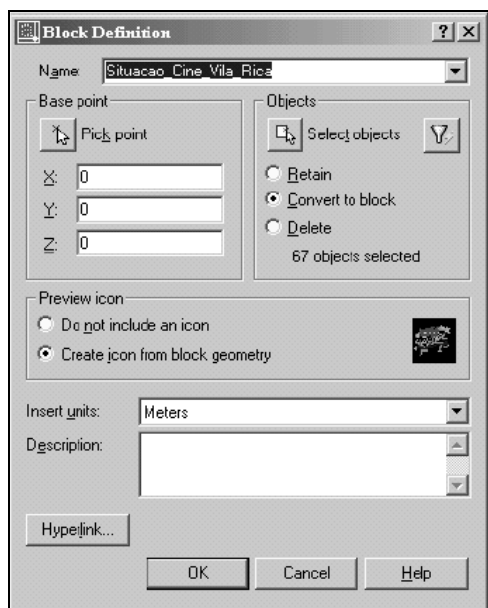 Block Definition
Name: Situacao_Cine_Vila_Rica
Base point
Pick point
X: 0
Y: 0
Z: 0
Objects
Select objects
Retain
Convert to block
Delete
67 objects selected
Preview icon
Do not include an icon
Create icon from block geometry
Insert units: Meters
Description:
Hyperlink...
OK Cancel Help